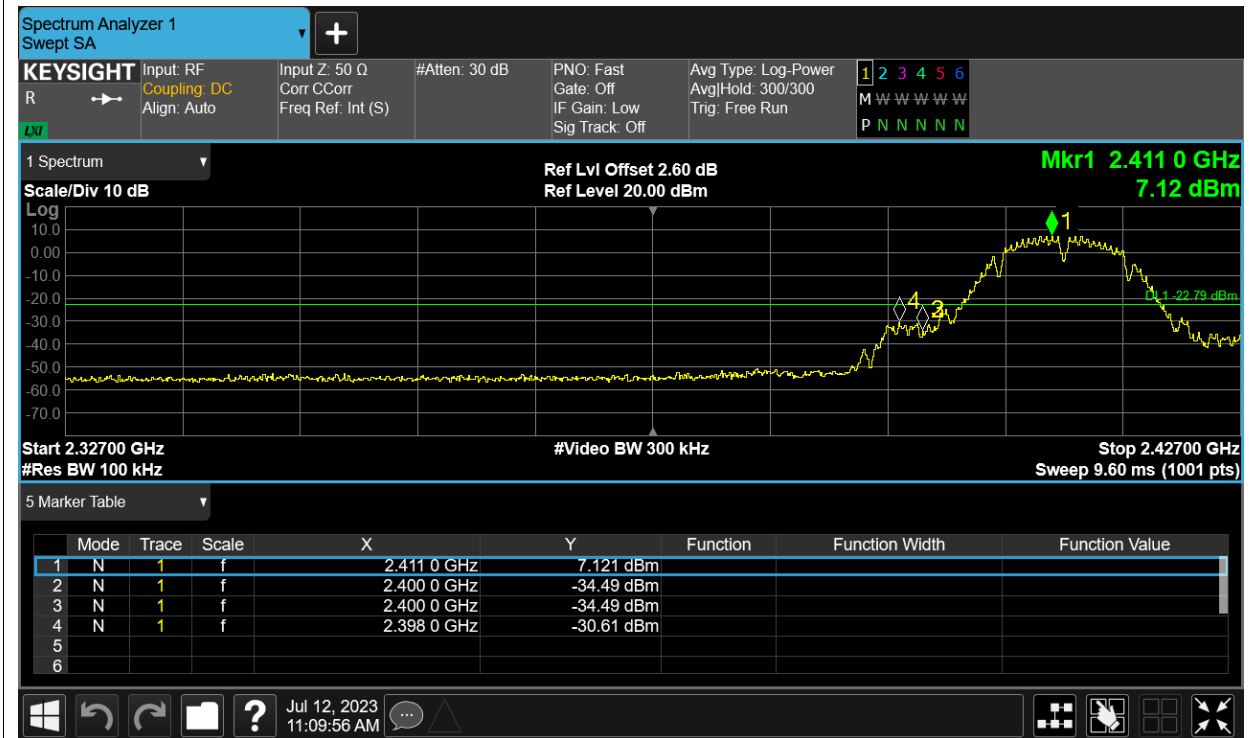 Spectrum Analyzer 1
Swept SA
+
KEYSIGHT Input: RF Input Z: 50 Ω #Atten: 30 dB PNO: Fast Avg Type: Log-Power 1 2 3 4 5 6
R Coupling: DC Corr CCorr Gate: Off Avg|Hold: 300/300 M W W W W W W
Align: Auto Freq Ref: Int (S) IF Gain: Low Trig: Free Run
LXI Sig Track: Off P N N N N N N
1 Spectrum Ref Lvl Offset 2.60 dB Mkr1 2.411 0 GHz
Scale/Div 10 dB Ref Level 20.00 dBm 7.12 dBm
Log
1
10.0
0.00
-10.0
-20.0 4 DL1 -22.79 dBm
-30.0
-40.0
-50.0
-60.0
-70.0
Start 2.32700 GHz #Video BW 300 kHz Stop 2.42700 GHz
#Res BW 100 kHz Sweep 9.60 ms (1001 pts)
5 Marker Table
Mode Trace Scale X Y Function Function Width Function Value
1 N 1 f 2.411 0 GHz 7.121 dBm
2 N 1 f 2.400 0 GHz -34.49 dBm
3 N 1 f 2.400 0 GHz -34.49 dBm
4 N 1 f 2.398 0 GHz -30.61 dBm
5
6
? Jul 12, 2023
11:09:56 AM